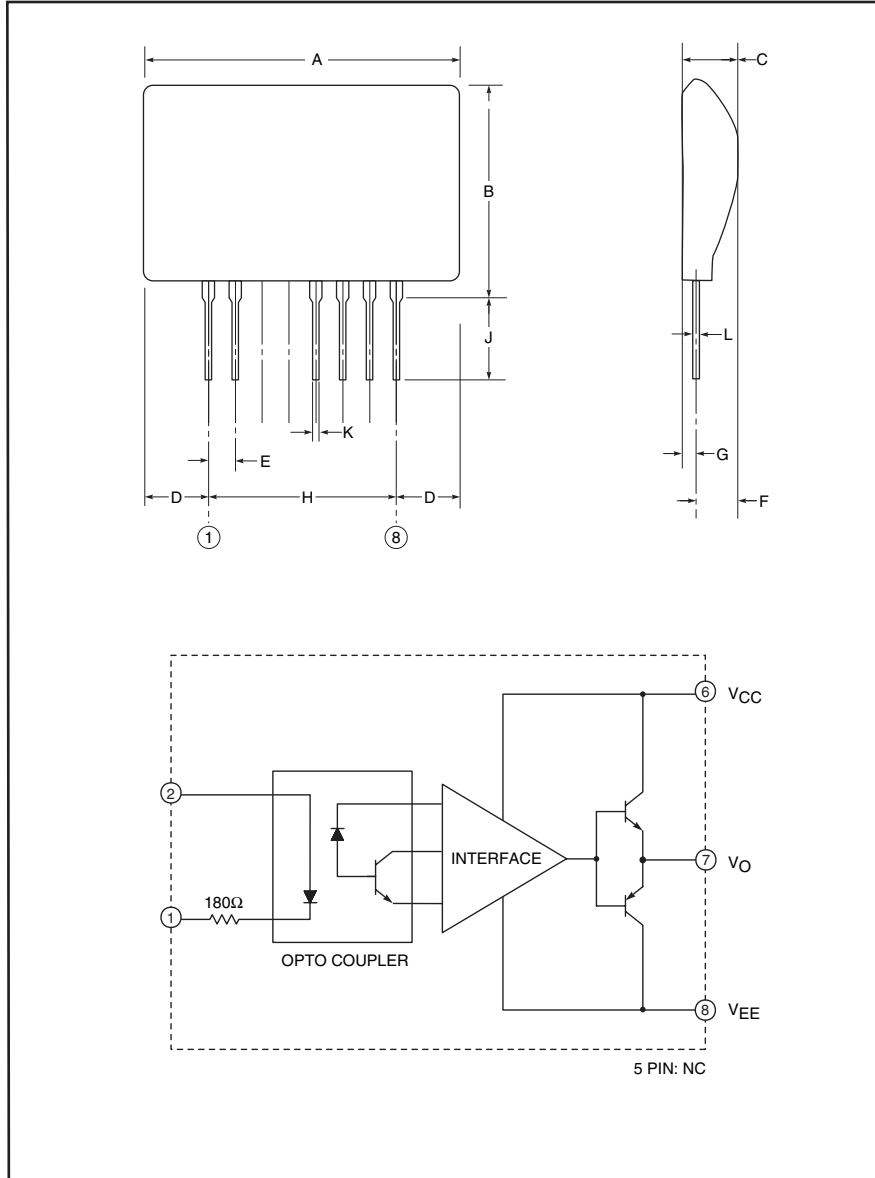 A
C
B
J
L
K
E
G
D
H
D
F
①
⑧
⑥ VCC
②
INTERFACE
⑦ VO
180Ω
①
OPTO COUPLER
⑧ VEE
5 PIN: NC